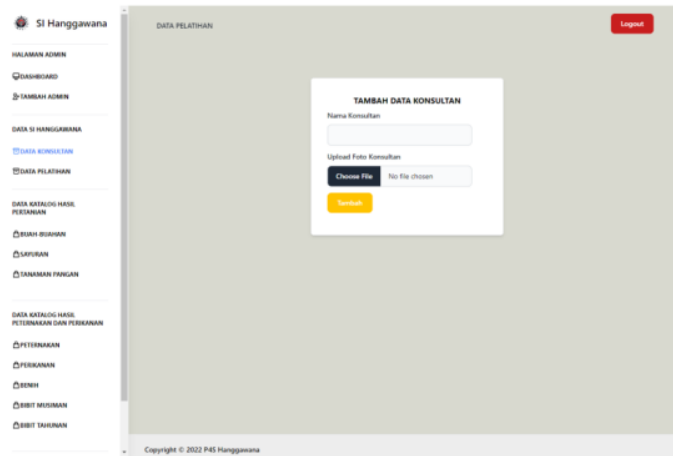 SI Hanggawana
HALAMAN ADMIN
DASHBOARD
TAMBAH ADMIN
DATA SI HANGGAWANA
DATA KONSULTAN
DATA PELATIHAN
DATA KATALOG HASIL
PERTANIAN
BUAH-BUAHAN
SAYURAN
TANAMAN PANGAN
DATA KATALOG HASIL
PETERNAKAN DAN PERIKANAN
PETERNAKAN
PERIKANAN
BENIH
BIBIT MUSIMAN
BIBIT TAHUNAN
DATA PELATIHAN
Logout
TAMBAH DATA KONSULTAN
Nama Konsultan
Upload Foto Konsultan
Choose File No file chosen
Tambah
Copyright © 2022 P4S Hanggawana